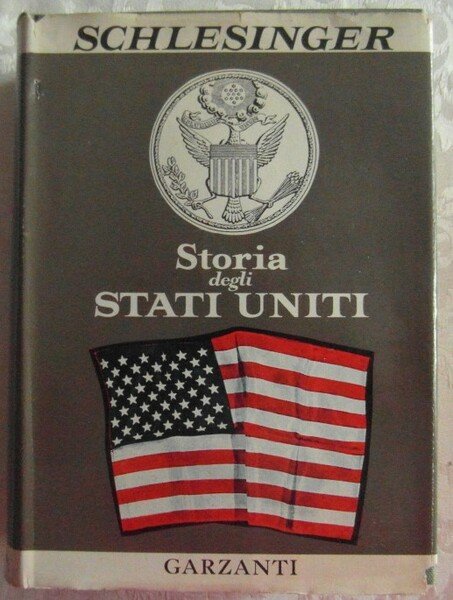 SCHLESINGER
Storia
degli
STATI UNITI
GARZANTI